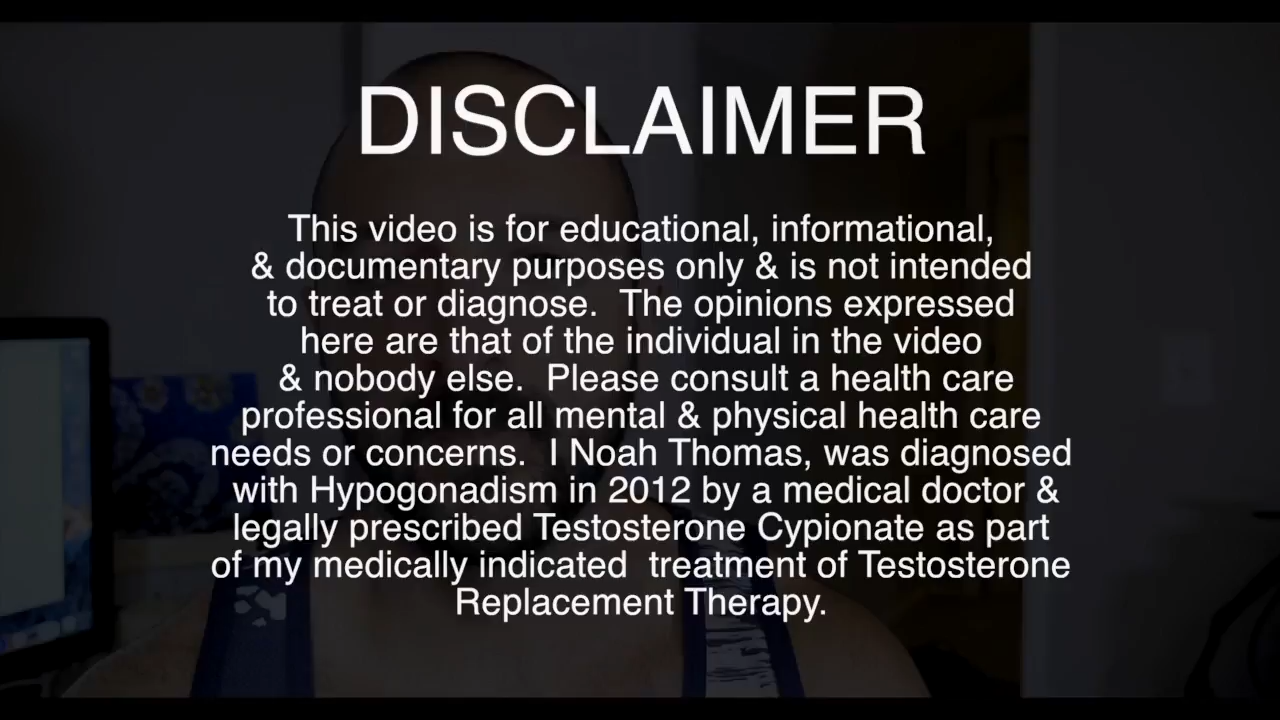 DISCLAIMER
This video is for educational, informational,
& documentary purposes only & is not intended
to treat or diagnose.  The opinions expressed
here are that of the individual in the video
& nobody else.  Please consult a health care
professional for all mental & physical health care
needs or concerns.  I Noah Thomas, was diagnosed
with Hypogonadism in 2012 by a medical doctor &
legally prescribed Testosterone Cypionate as part
of my medically indicated  treatment of Testosterone
Replacement Therapy.